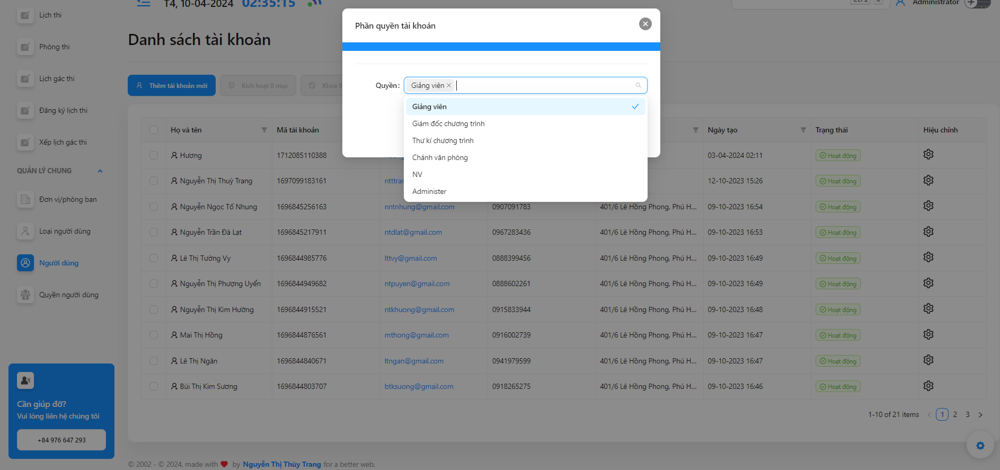 T4, 10-04-2024 02:35:15
Administrator
Lịch thi
Phòng thi
Lịch gác thi
Đăng ký lịch thi
Xếp lịch gác thi
QUẢN LÝ CHUNG
Đơn vị/phòng ban
Loại người dùng
Người dùng
Quyền người dùng
Cần giúp đỡ?
Vui lòng liên hệ chúng tôi
+84 976 647 293
Danh sách tài khoản
Thêm tài khoản mới
Kích hoạt 0 mục
Khóa 0
Phần quyền tài khoản
Quyền:
Giảng viên
Giảng viên
Giám đốc chương trình
Thư kí chương trình
Chánh văn phòng
NV
Administer
Họ và tên Mã tài khoản Ngày tạo Trạng thái Hiệu chỉnh
Hương 1712085110388 03-04-2024 02:11 Hoạt động
Nguyễn Thị Thuỳ Trang 1697099183161 ntttran 12-10-2023 15:26 Hoạt động
Nguyễn Ngọc Tố Nhung 1696845256163 nntnhung@gmail.com 0907091783 401/6 Lê Hồng Phong, Phú H... 09-10-2023 16:54 Hoạt động
Nguyễn Trần Đà Lạt 1696845217911 ntdlat@gmail.com 0967283436 401/6 Lê Hồng Phong, Phú H... 09-10-2023 16:53 Hoạt động
Lê Thị Tường Vy 1696844985776 lttvy@gmail.com 0888399456 401/6 Lê Hồng Phong, Phú H... 09-10-2023 16:49 Hoạt động
Nguyễn Thị Phượng Uyển 1696844949682 ntpuyen@gmail.com 0888602261 401/6 Lê Hồng Phong, Phú H... 09-10-2023 16:49 Hoạt động
Nguyễn Thị Kim Hường 1696844915521 ntkhuong@gmail.com 0915833944 401/6 Lê Hồng Phong, Phú H... 09-10-2023 16:48 Hoạt động
Mai Thị Hồng 1696844876561 mthong@gmail.com 0916002739 401/6 Lê Hồng Phong, Phú H... 09-10-2023 16:47 Hoạt động
Lê Thị Ngân 1696844840671 ltngan@gmail.com 0941979599 401/6 Lê Hồng Phong, Phú H... 09-10-2023 16:47 Hoạt động
Bùi Thị Kim Sương 1696844803707 btksuong@gmail.com 0918265275 401/6 Lê Hồng Phong, Phú H... 09-10-2023 16:46 Hoạt động
1-10 of 21 items < 1 2 3 >
© 2002 - © 2024, made with ❤ by Nguyễn Thị Thùy Trang for a better web.